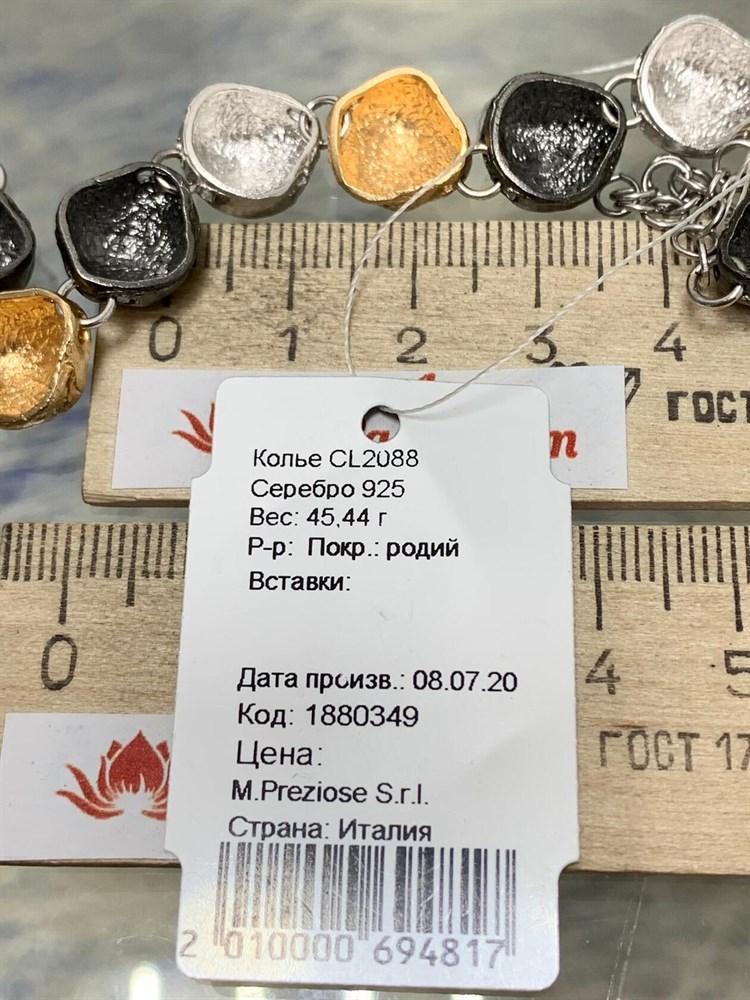 0 1 2 3 4
ГОСТ
Колье CL2088
Серебро 925
Вес: 45,44 г
Р-р: Покр.: родий
Вставки:
0 4 5
ГОСТ 17
Дата произв.: 08.07.20
Код: 1880349
Цена:
M.Preziose S.r.l.
Страна: Италия
2 010000 694817